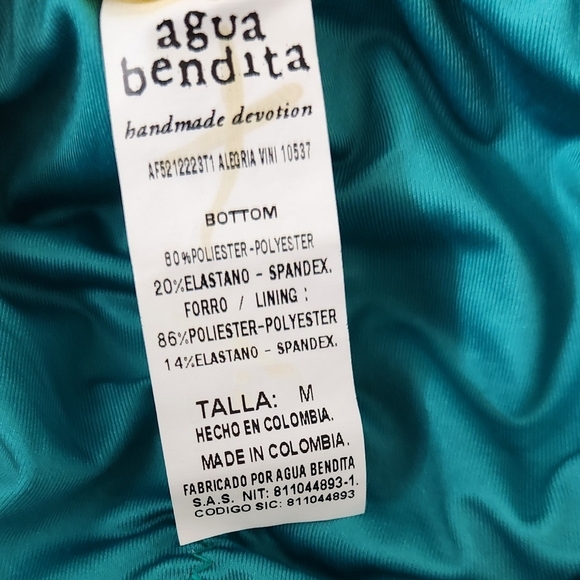 agua
bendita
handmade devotion
AF5212223T1 ALEGRIA VINI 10537
BOTTOM
80%POLIESTER-POLYESTER
20%ELASTANO - SPANDEX.
FORRO / LINING :
86%POLIESTER-POLYESTER
14%ELASTANO - SPANDEX.
TALLA: M
HECHO EN COLOMBIA.
MADE IN COLOMBIA.
FABRICADO POR AGUA BENDITA
S.A.S. NIT: 811044893-1.
CODIGO SIC: 811044893